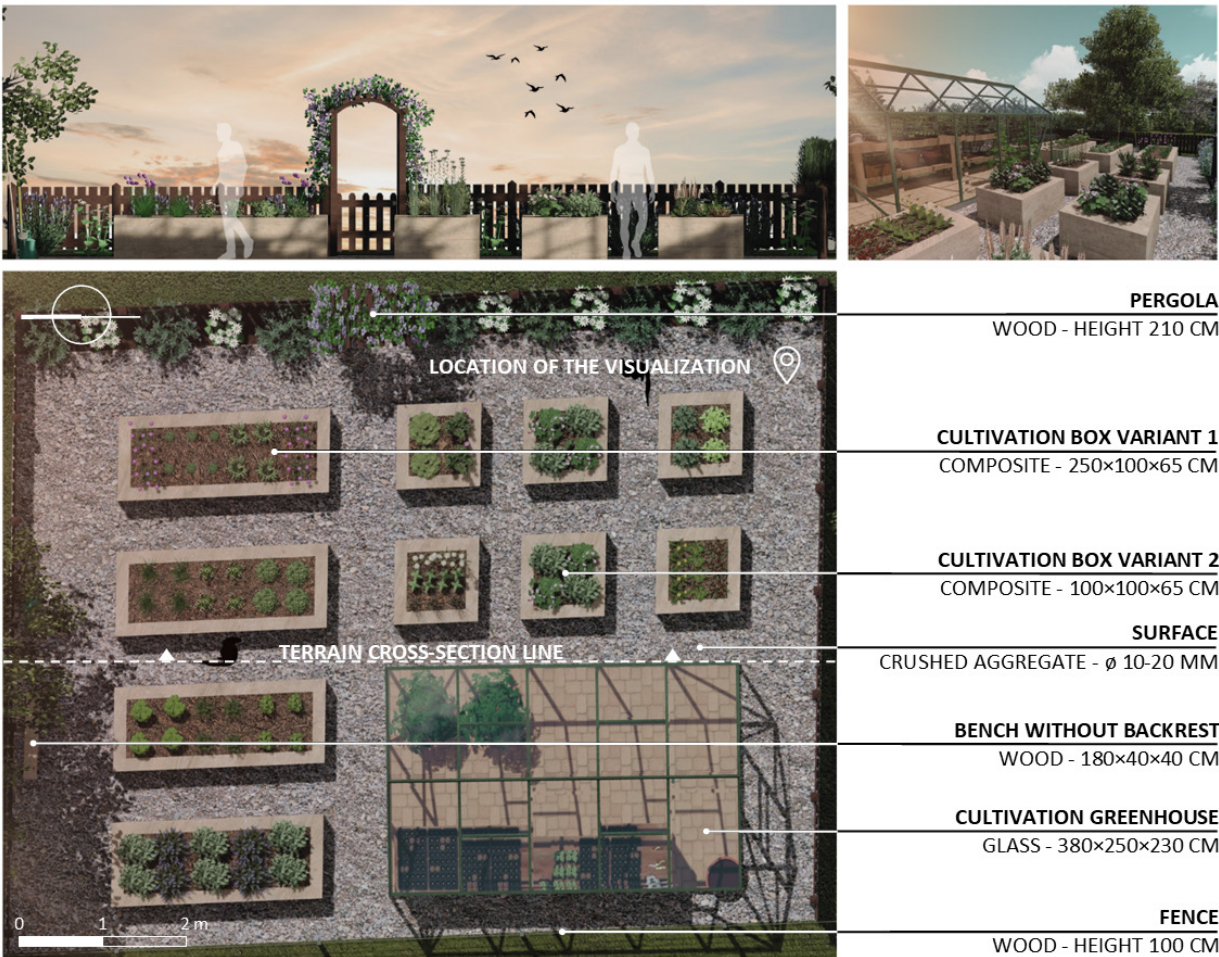 PERGOLA
WOOD - HEIGHT 210 CM
LOCATION OF THE VISUALIZATION
CULTIVATION BOX VARIANT 1
COMPOSITE - 250×100×65 CM
CULTIVATION BOX VARIANT 2
COMPOSITE - 100×100×65 CM
SURFACE
CRUSHED AGGREGATE - ø 10-20 MM
TERRAIN CROSS-SECTION LINE
BENCH WITHOUT BACKREST
WOOD - 180×40×40 CM
CULTIVATION GREENHOUSE
GLASS - 380×250×230 CM
FENCE
WOOD - HEIGHT 100 CM
0 1 2 m